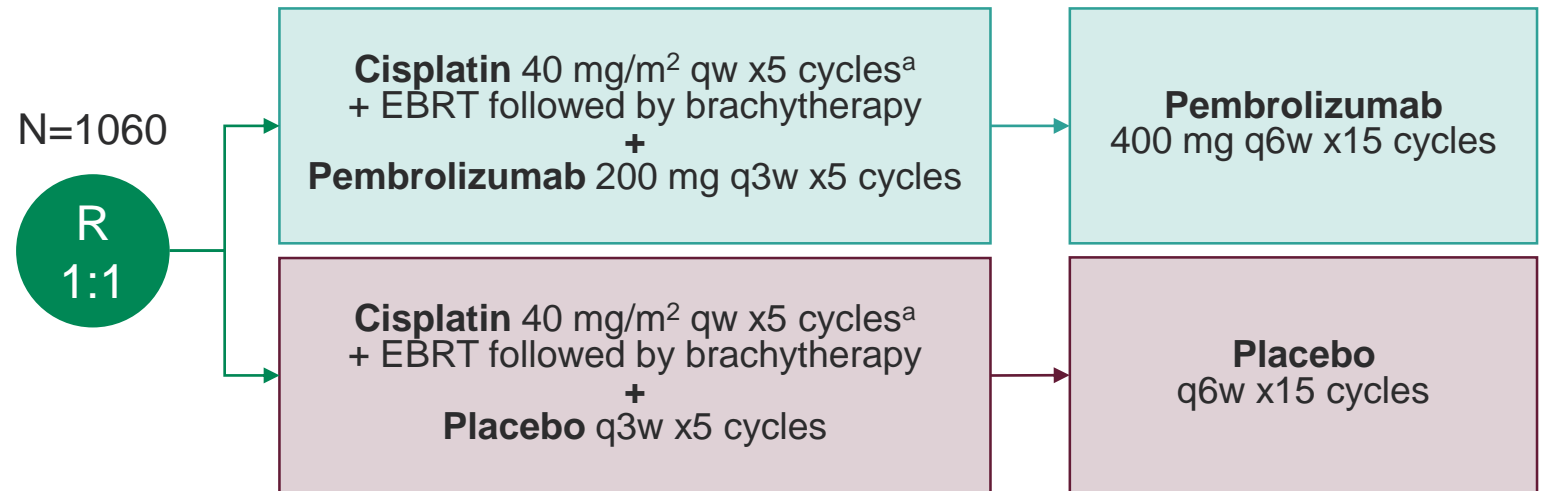 N=1060
R
1:1
Cisplatin 40 mg/m² qw x5 cyclesᵃ
+ EBRT followed by brachytherapy
+
Pembrolizumab 200 mg q3w x5 cycles
Pembrolizumab
400 mg q6w x15 cycles
Cisplatin 40 mg/m² qw x5 cyclesᵃ
+ EBRT followed by brachytherapy
+
Placebo q3w x5 cycles
Placebo
q6w x15 cycles